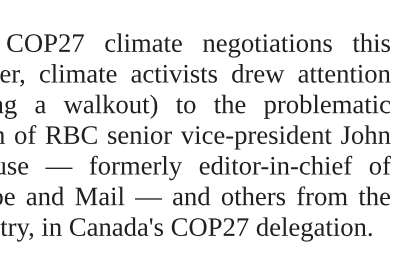 COP27 climate negotiations this
er, climate activists drew attention
ng a walkout) to the problematic
n of RBC senior vice-president John
use — formerly editor-in-chief of
be and Mail — and others from the
try, in Canada's COP27 delegation.